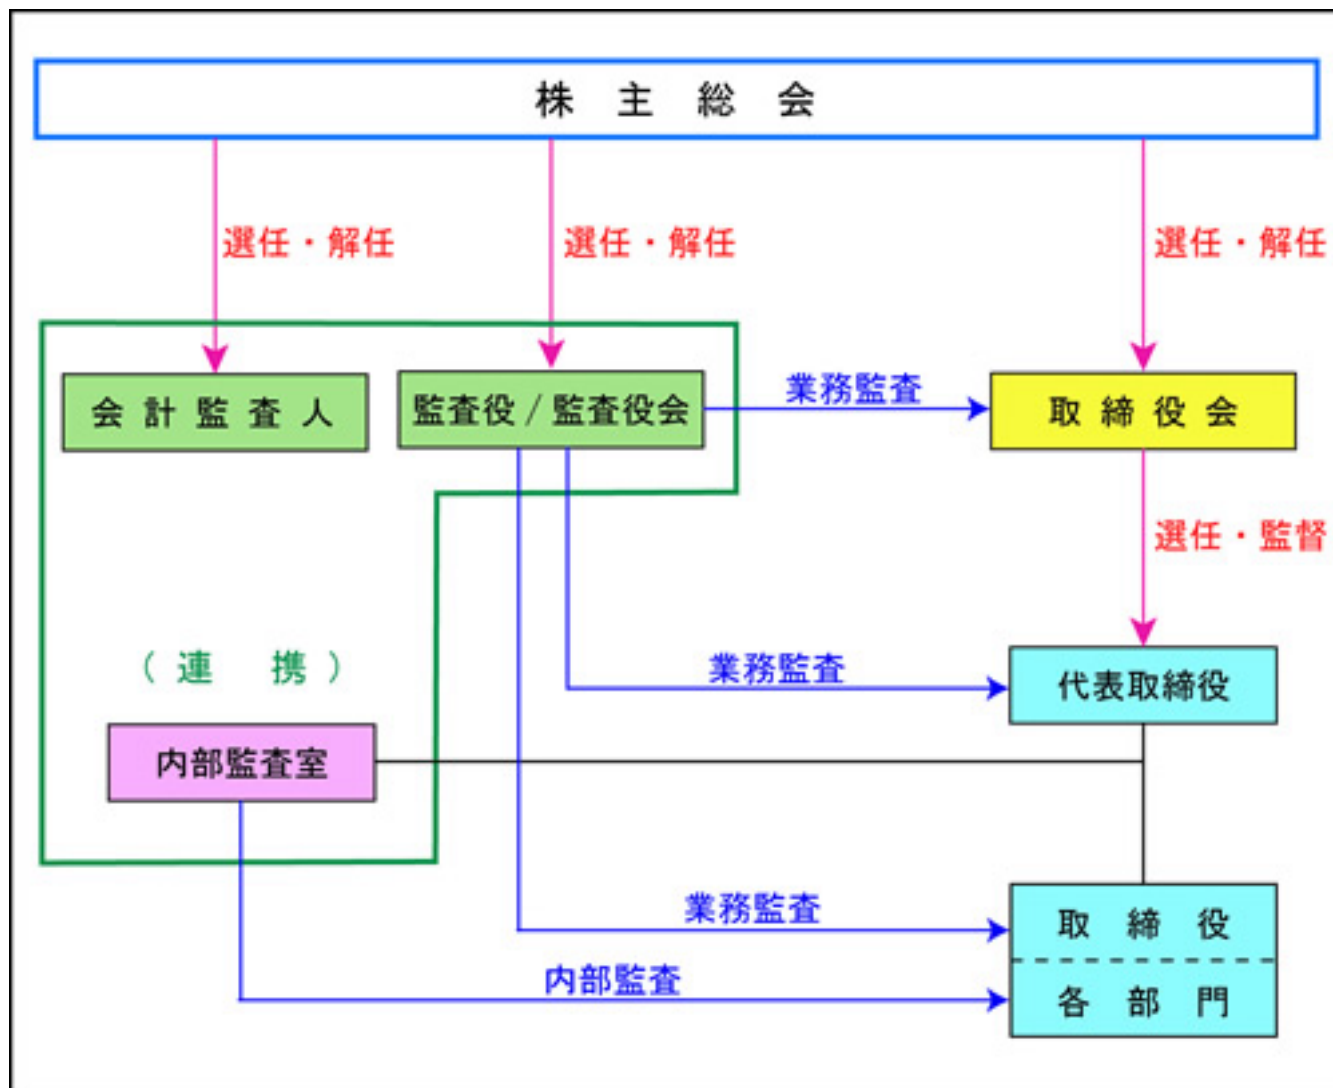 株主総会
選任・解任
選任・解任
選任・解任
会計監査人
監査役/監査役会
業務監査
取締役会
選任・監督
(連携)
業務監査
代表取締役
内部監査室
業務監査
取締役
内部監査
各部門